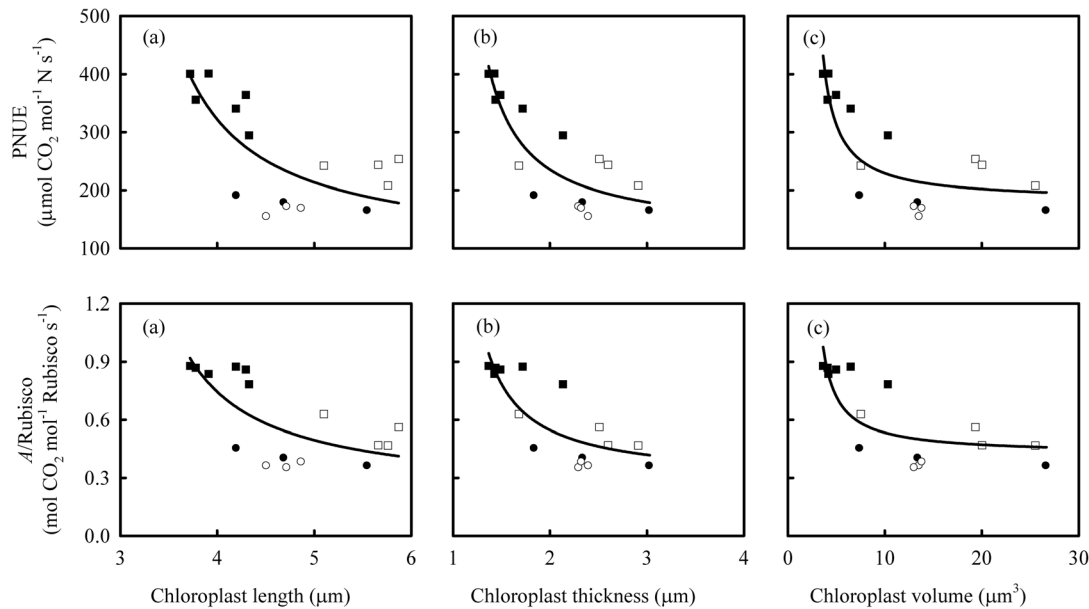 500
400
300
200
100
PNUE
(μmol CO2 mol-1 N s-1)
(a)
(b)
(c)
1.2
0.9
0.6
0.3
0.0
A/Rubisco
(mol CO2 mol-1 Rubisco s-1)
(a)
(b)
(c)
3 4 5 6
1 2 3 4
0 10 20 30
Chloroplast length (μm)
Chloroplast thickness (μm)
Chloroplast volume (μm3)